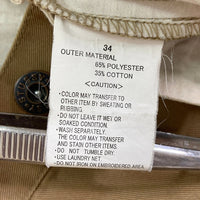 34
OUTER MATERIAL
65% POLYESTER
35% COTTON
<CAUTION>
•COLOR MAY TRANSFER TO
OTHER ITEM BY SWEATING OR
RUBBING.
•DO NOT LEAVE IT WET OR
SOAKED CONDITION.
•WASH SEPARATELY.
THE COLOR MAY TRANSFER
AND STAIN OTHER ITEMS.
•DO NOT TUMBLE DRY.
•USE LAUNDRY NET.
•DO NOT IRON ON EMBROIDERED AREA